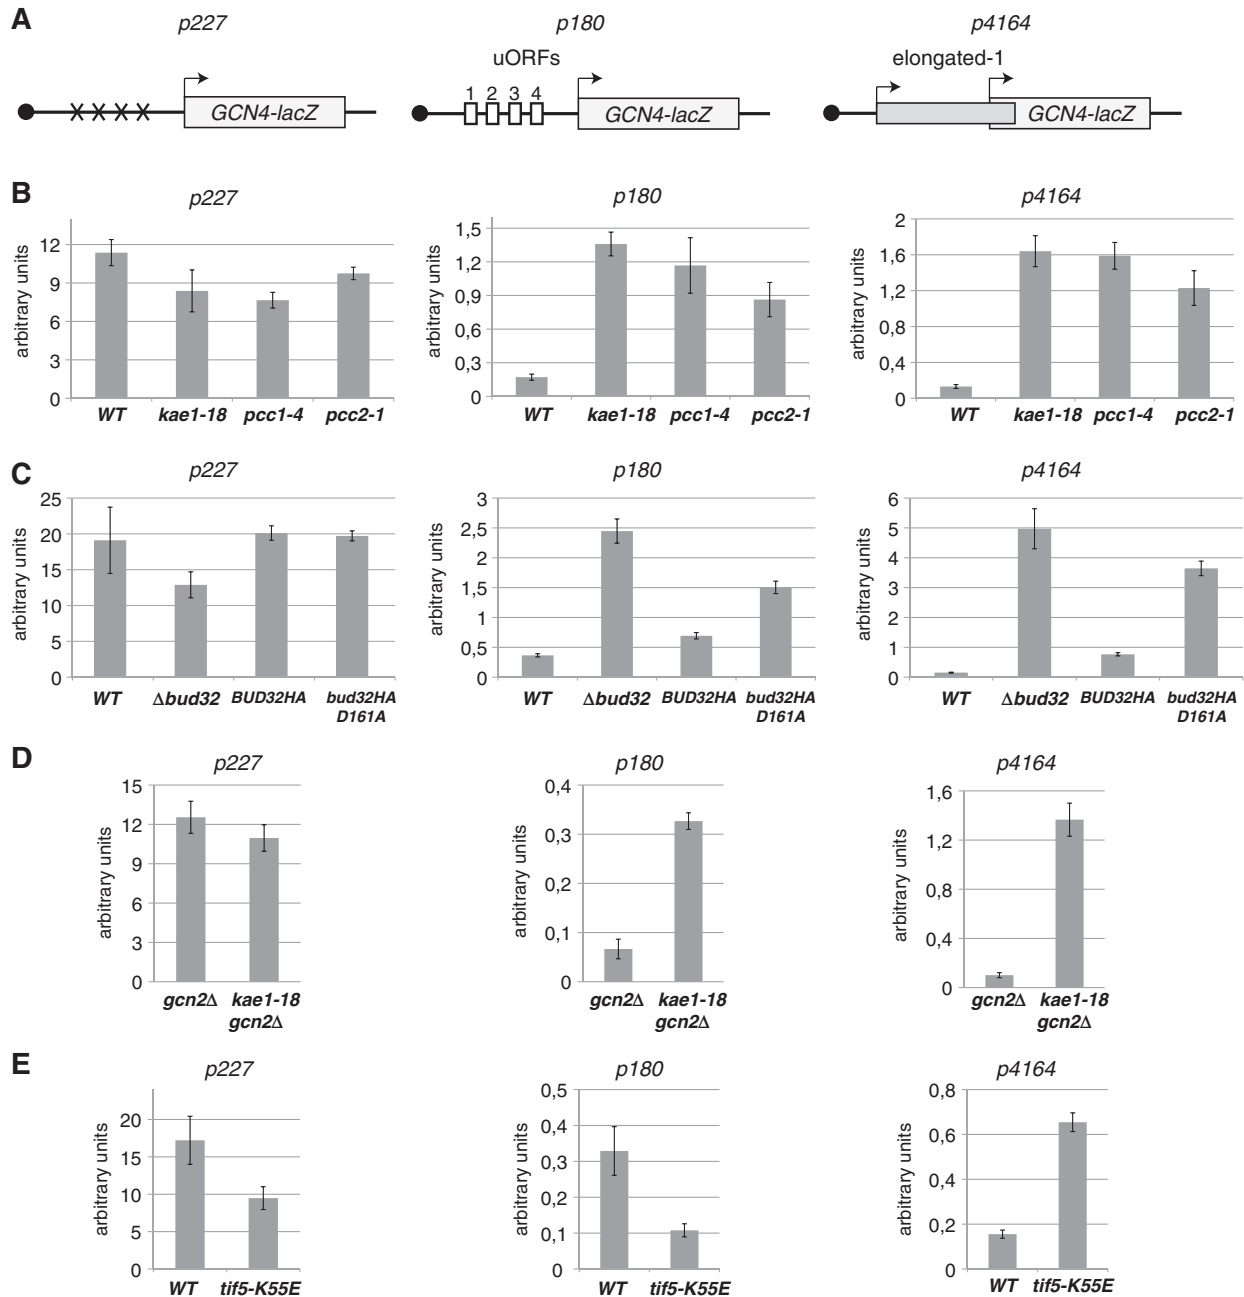 A
p227
p180
p4164
uORFs
elongated-1
1 2 3 4
GCN4-lacZ
GCN4-lacZ
GCN4-lacZ
B
p227
arbitrary units
12
9
6
3
0
WT kae1-18 pcc1-4 pcc2-1
p180
arbitrary units
1,5
1,2
0,9
0,6
0,3
0
WT kae1-18 pcc1-4 pcc2-1
p4164
arbitrary units
2
1,6
1,2
0,8
0,4
0
WT kae1-18 pcc1-4 pcc2-1
C
p227
arbitrary units
25
20
15
10
5
0
WT Δbud32 BUD32HA bud32HA
D161A
p180
arbitrary units
3
2,5
2
1,5
1
0,5
0
WT Δbud32 BUD32HA bud32HA
D161A
p4164
arbitrary units
6
5
4
3
2
1
0
WT Δbud32 BUD32HA bud32HA
D161A
D
p227
arbitrary units
15
12
9
6
3
0
gcn2Δ kae1-18
gcn2Δ
p180
arbitrary units
0,4
0,3
0,2
0,1
0
gcn2Δ kae1-18
gcn2Δ
p4164
arbitrary units
1,6
1,2
0,8
0,4
0
gcn2Δ kae1-18
gcn2Δ
E
p227
arbitrary units
20
15
10
5
0
WT tif5-K55E
p180
arbitrary units
0,5
0,4
0,3
0,2
0,1
0
WT tif5-K55E
p4164
arbitrary units
0,8
0,6
0,4
0,2
0
WT tif5-K55E